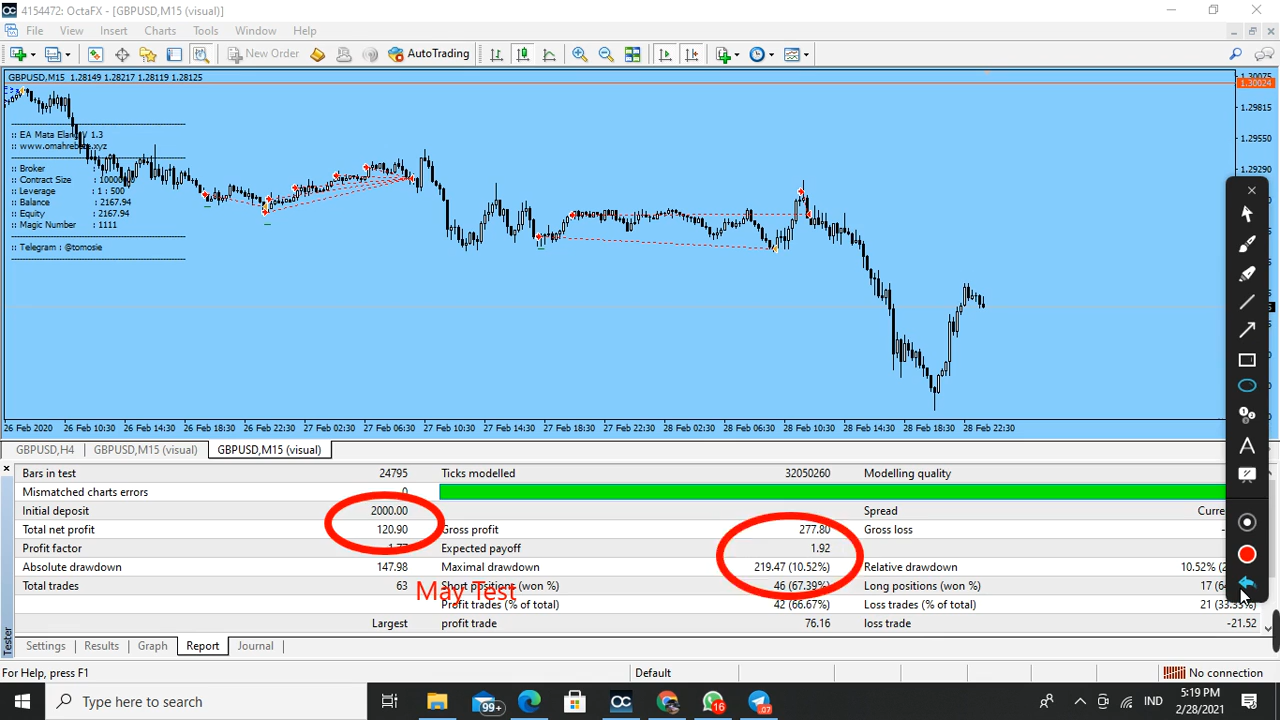 4154472: OctaFX - [GBPUSD,M15 (visual)]
File View Insert Charts Tools Window Help
New Order AutoTrading
GBPUSD,M15 1.28149 1.28217 1.28119 1.28125
:: EA Mata Elang V 1.3
:: www.omahrebate.xyz
:: Broker :
:: Contract Size : 10000
:: Leverage : 1 : 500
:: Balance : 2167.94
:: Equity : 2167.94
:: Magic Number : 1111
:: Telegram : @tomosie
1.30075
1.30024
1.29815
1.29550
1.29290
26 Feb 2020 26 Feb 10:30 26 Feb 14:30 26 Feb 18:30 26 Feb 22:30 27 Feb 02:30 27 Feb 06:30 27 Feb 10:30 27 Feb 14:30 27 Feb 18:30 27 Feb 22:30 28 Feb 02:30 28 Feb 06:30 28 Feb 10:30 28 Feb 14:30 28 Feb 18:30 28 Feb 22:30
GBPUSD,H4 GBPUSD,M15 (visual) GBPUSD,M15 (visual)
Bars in test 24795 Ticks modelled 32050260 Modelling quality
Mismatched charts errors 0
Initial deposit 2000.00 Spread Curre
Total net profit 120.90 Gross profit 277.80 Gross loss
Profit factor 1.77 Expected payoff 1.92
Absolute drawdown 147.98 Maximal drawdown 219.47 (10.52%) Relative drawdown 10.52% (2
Total trades 63 Short positions (won %) 46 (67.39%) Long positions (won %) 17 (64
May Test
Profit trades (% of total) 42 (66.67%) Loss trades (% of total) 21 (33.33%
Largest profit trade 76.16 loss trade -21.52
Tester
Settings Results Graph Report Journal
For Help, press F1 Default No connection
Type here to search
99+
16
07
IND
5:19 PM
2/28/2021